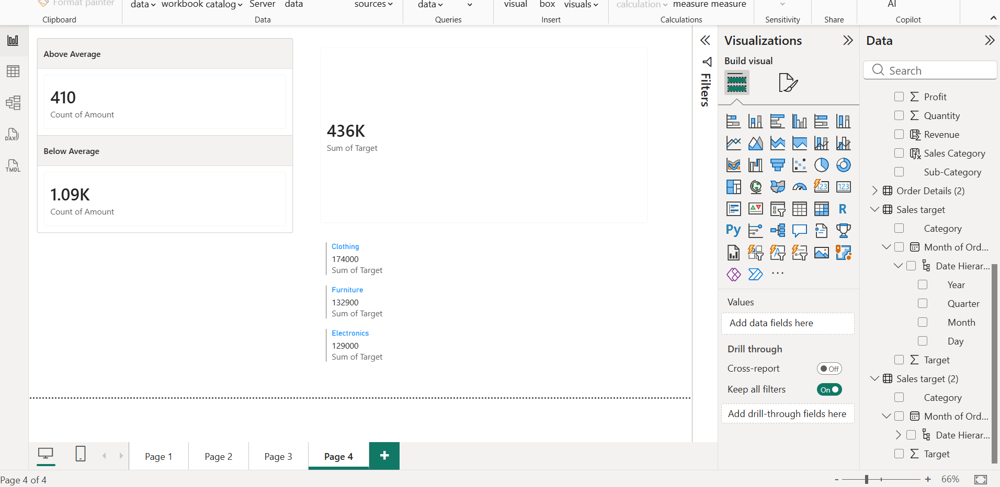 Format painter
data workbook catalog Server data
sources
data
visual box visuals
calculation measure measure
AI
Clipboard
Data
Queries
Insert
Calculations
Sensitivity
Share
Copilot
Above Average
410
Count of Amount
Below Average
1.09K
Count of Amount
436K
Sum of Target
Clothing
174000
Sum of Target
Furniture
132900
Sum of Target
Electronics
129000
Sum of Target
DAX
TMDL
Filters
Visualizations
Build visual
123
123
R
Py
Values
Add data fields here
Drill through
Cross-report
Off
Keep all filters
On
Add drill-through fields here
Data
Search
Profit
Quantity
Revenue
Sales Category
Sub-Category
Order Details (2)
Sales target
Category
Month of Ord...
Date Hierar...
Year
Quarter
Month
Day
Target
Sales target (2)
Category
Month of Ord...
Date Hierar...
Target
Page 1
Page 2
Page 3
Page 4
Page 4 of 4
- + 66%